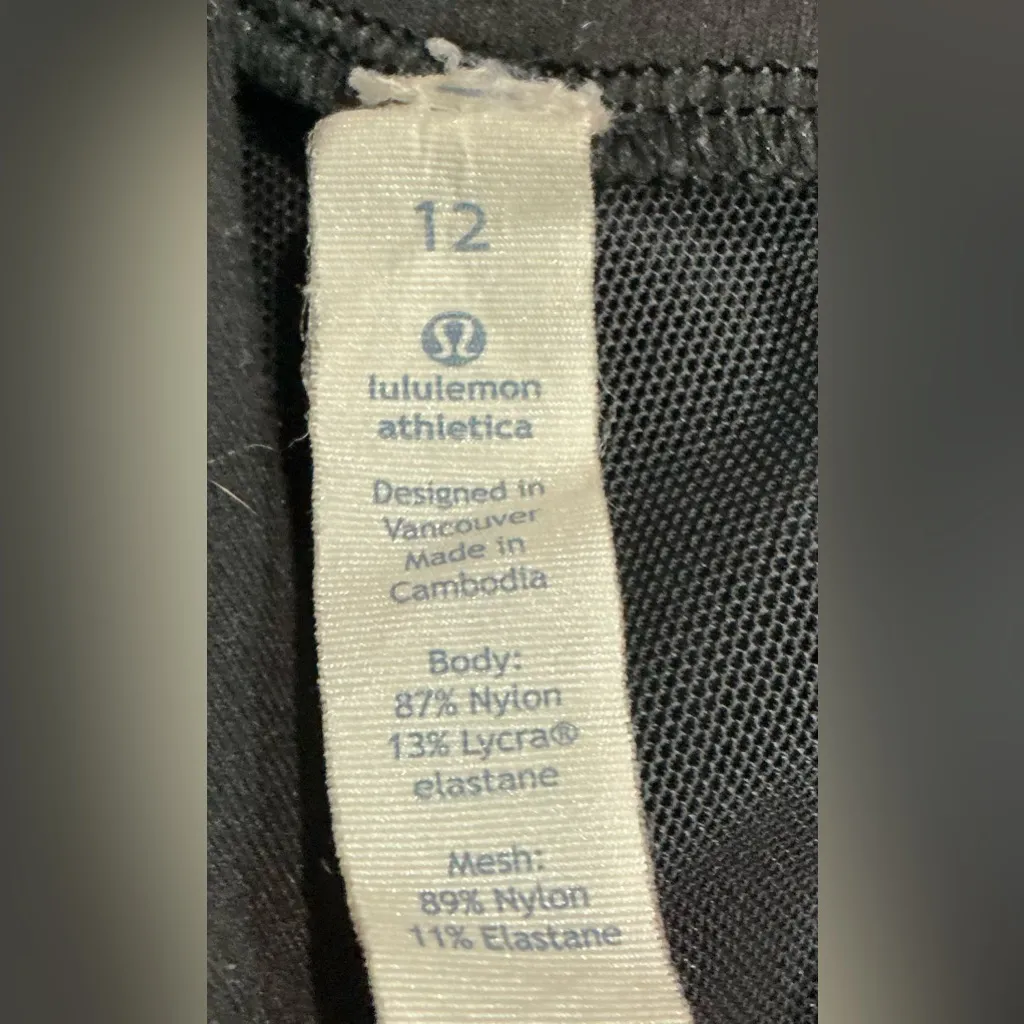 12
lululemon
athletica
Designed in
Vancouver
Made in
Cambodia
Body:
87% Nylon
13% Lycra®
elastane
Mesh:
89% Nylon
11% Elastane